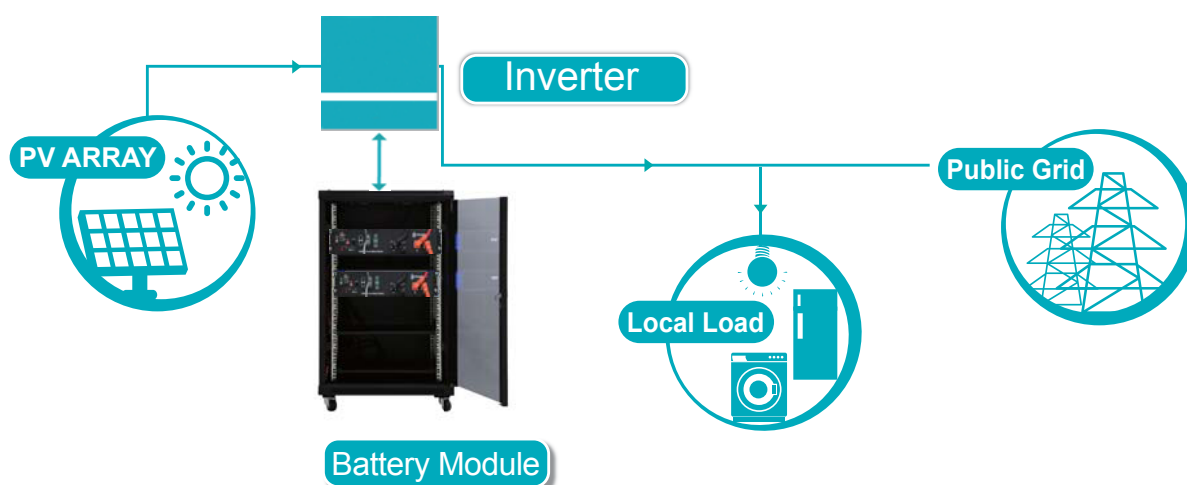 Inverter
PV ARRAY
Public Grid
Local Load
Battery Module